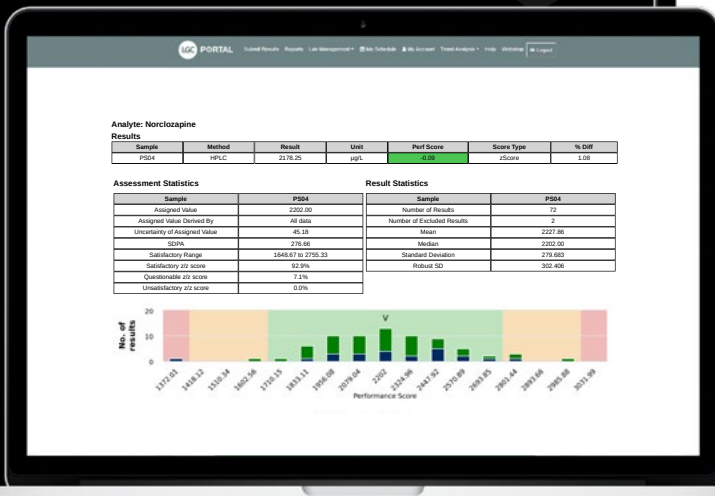 LGC PORTAL Submit Results Reports Lab Management My Schedule My Account Trend Analysis Help Webshop Logout
Analyte: Norclozapine
Results
Sample Method Result Unit Perf Score Score Type % Diff
PS04 HPLC 2178.25 µg/L -0.09 zScore 1.08
Assessment Statistics
Sample PS04
Assigned Value 2202.00
Assigned Value Derived By All data
Uncertainty of Assigned Value 45.18
SDPA 276.66
Satisfactory Range 1648.67 to 2755.33
Satisfactory z/z score 92.9%
Questionable z/z score 7.1%
Unsatisfactory z/z score 0.0%
Result Statistics
Sample PS04
Number of Results 72
Number of Excluded Results 2
Mean 2227.86
Median 2202.00
Standard Deviation 279.683
Robust SD 302.406
No. of
results
20
10
0
V
1372.01 1418.12 1510.34 1602.56 1710.15 1833.11 1956.08 2079.04 2202 2324.96 2447.92 2570.89 2693.85 2801.44 2893.66 2985.88 3031.99
Performance Score